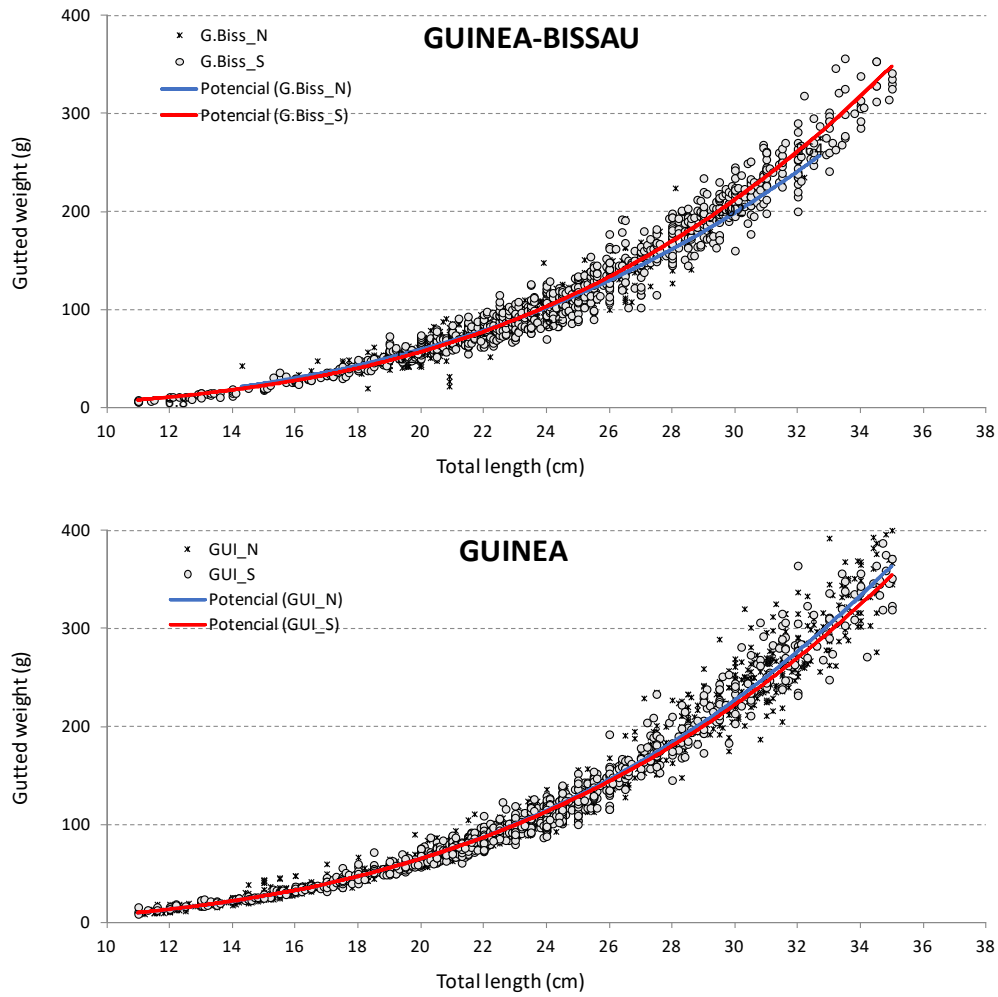 GUINEA-BISSAU
G.Biss_N
G.Biss_S
Potencial (G.Biss_N)
Potencial (G.Biss_S)
Gutted weight (g)
400
300
200
100
0
10 12 14 16 18 20 22 24 26 28 30 32 34 36 38
Total length (cm)
GUINEA
GUI_N
GUI_S
Potencial (GUI_N)
Potencial (GUI_S)
Gutted weight (g)
400
300
200
100
0
10 12 14 16 18 20 22 24 26 28 30 32 34 36 38
Total length (cm)